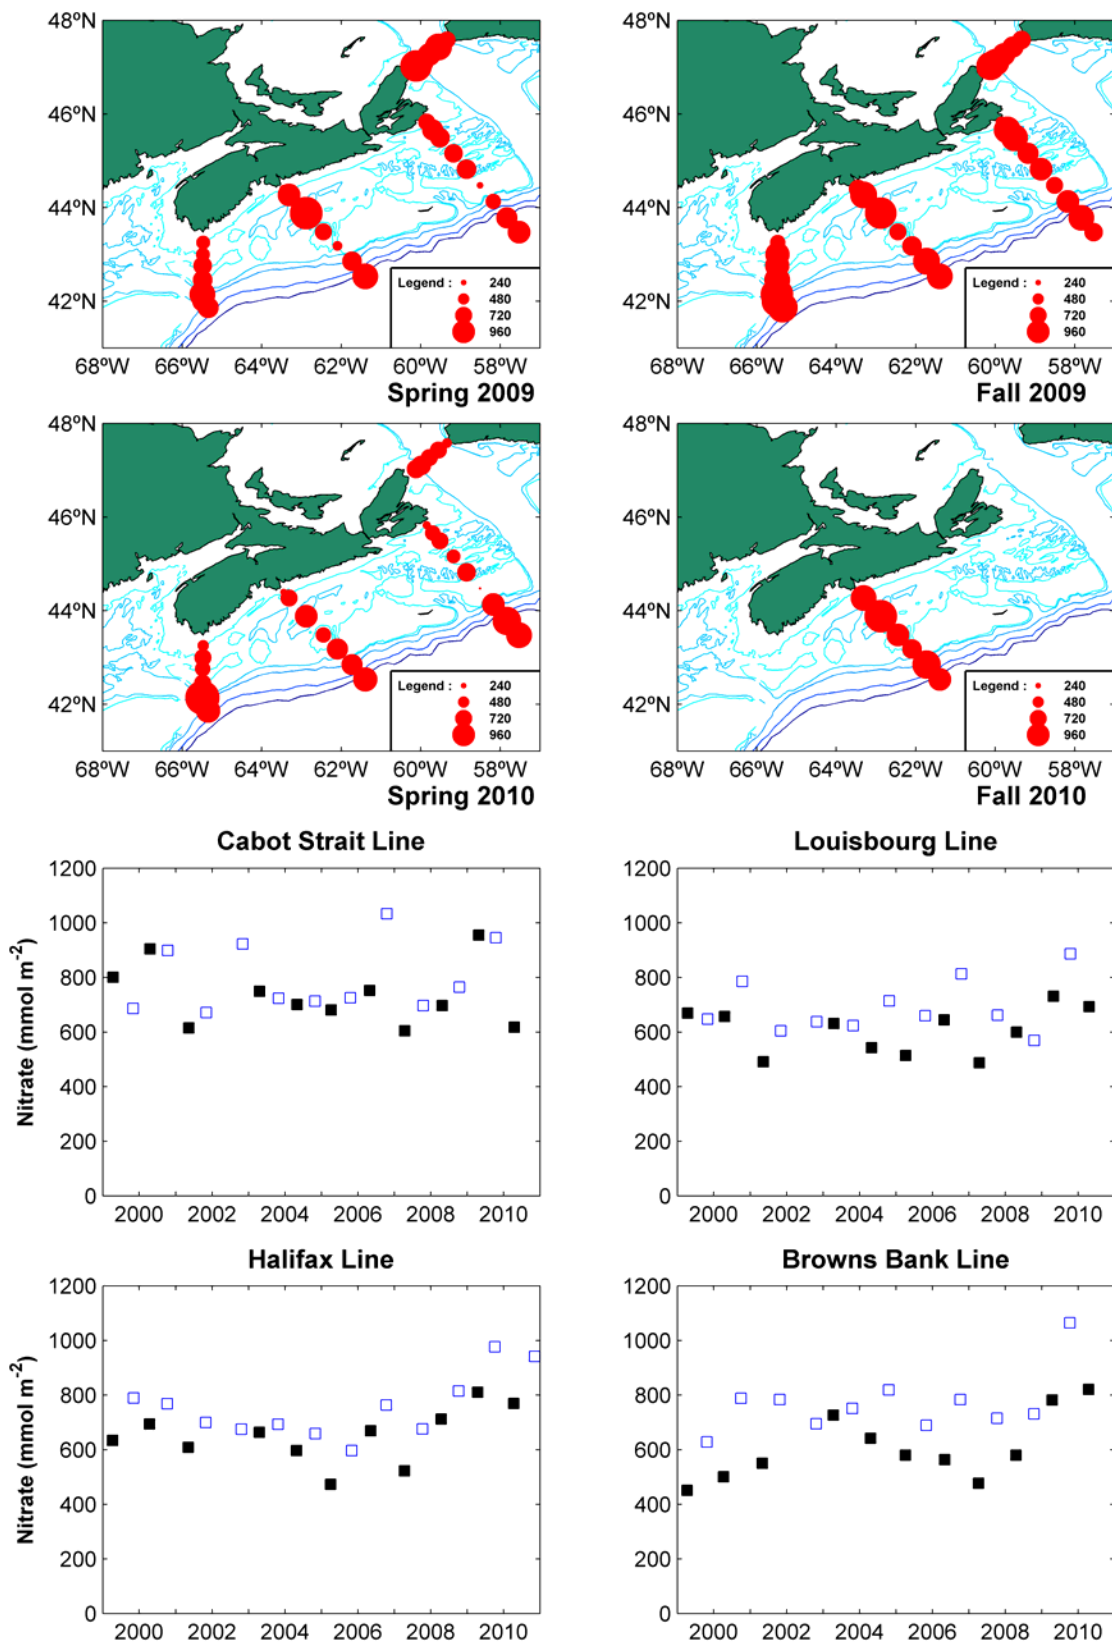 48ºN
46ºN
44ºN
42ºN
68ºW 66ºW 64ºW 62ºW 60ºW 58ºW
Legend :
240
480
720
960
Spring 2009
48ºN
46ºN
44ºN
42ºN
68ºW 66ºW 64ºW 62ºW 60ºW 58ºW
Legend :
240
480
720
960
Fall 2009
48ºN
46ºN
44ºN
42ºN
68ºW 66ºW 64ºW 62ºW 60ºW 58ºW
Legend :
240
480
720
960
Spring 2010
48ºN
46ºN
44ºN
42ºN
68ºW 66ºW 64ºW 62ºW 60ºW 58ºW
Legend :
240
480
720
960
Fall 2010
Cabot Strait Line
Nitrate (mmol m-2)
1200
1000
800
600
400
200
0
2000 2002 2004 2006 2008 2010
Louisbourg Line
1200
1000
800
600
400
200
0
2000 2002 2004 2006 2008 2010
Halifax Line
Nitrate (mmol m-2)
1200
1000
800
600
400
200
0
2000 2002 2004 2006 2008 2010
Browns Bank Line
1200
1000
800
600
400
200
0
2000 2002 2004 2006 2008 2010